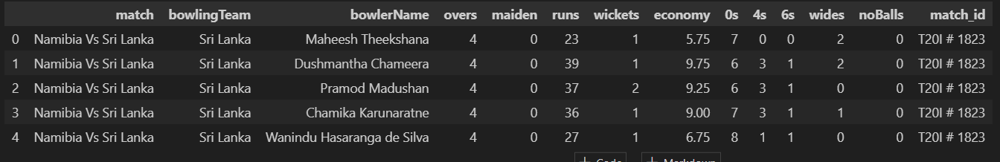 match bowlingTeam bowlerName overs maiden runs wickets economy 0s 4s 6s wides noBalls match_id
0 Namibia Vs Sri Lanka Sri Lanka Maheesh Theekshana 4 0 23 1 5.75 7 0 0 2 0 T20I # 1823
1 Namibia Vs Sri Lanka Sri Lanka Dushmantha Chameera 4 0 39 1 9.75 6 3 1 2 0 T20I # 1823
2 Namibia Vs Sri Lanka Sri Lanka Pramod Madushan 4 0 37 2 9.25 6 3 1 0 0 T20I # 1823
3 Namibia Vs Sri Lanka Sri Lanka Chamika Karunaratne 4 0 36 1 9.00 7 3 1 1 0 T20I # 1823
4 Namibia Vs Sri Lanka Sri Lanka Wanindu Hasaranga de Silva 4 0 27 1 6.75 8 1 1 0 0 T20I # 1823
+ Code + Markdown